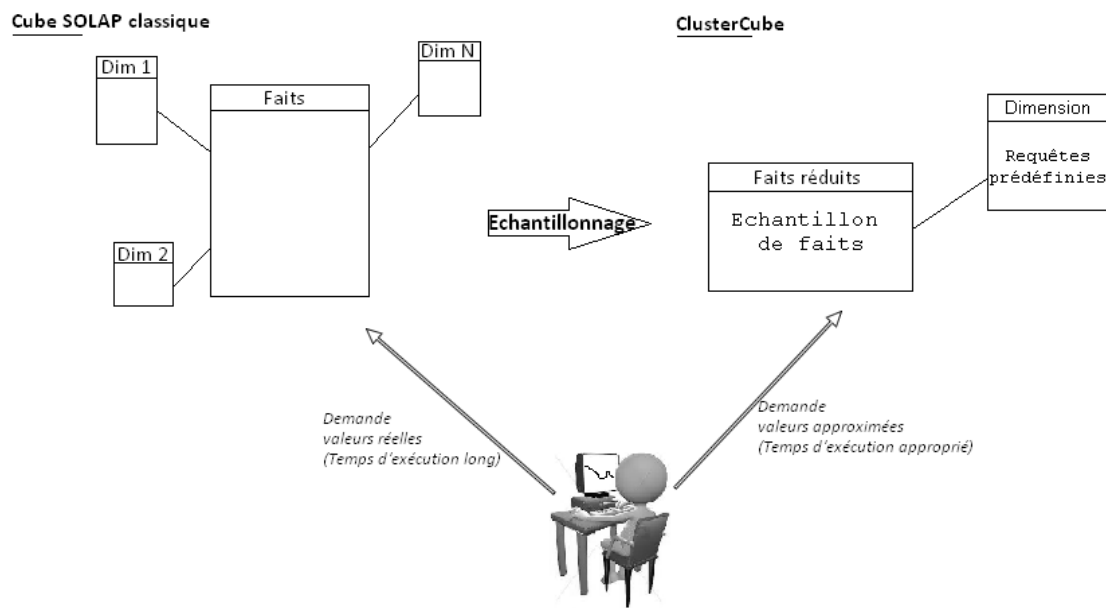 Cube SOLAP classique
ClusterCube
Dim 1
Dim N
Faits
Dim 2
Echantillonnage
Dimension
Requêtes
prédéfinies
Faits réduits
Echantillon
de faits
Demande
valeurs réelles
(Temps d'exécution long)
Demande
valeurs approximées
(Temps d'exécution approprié)